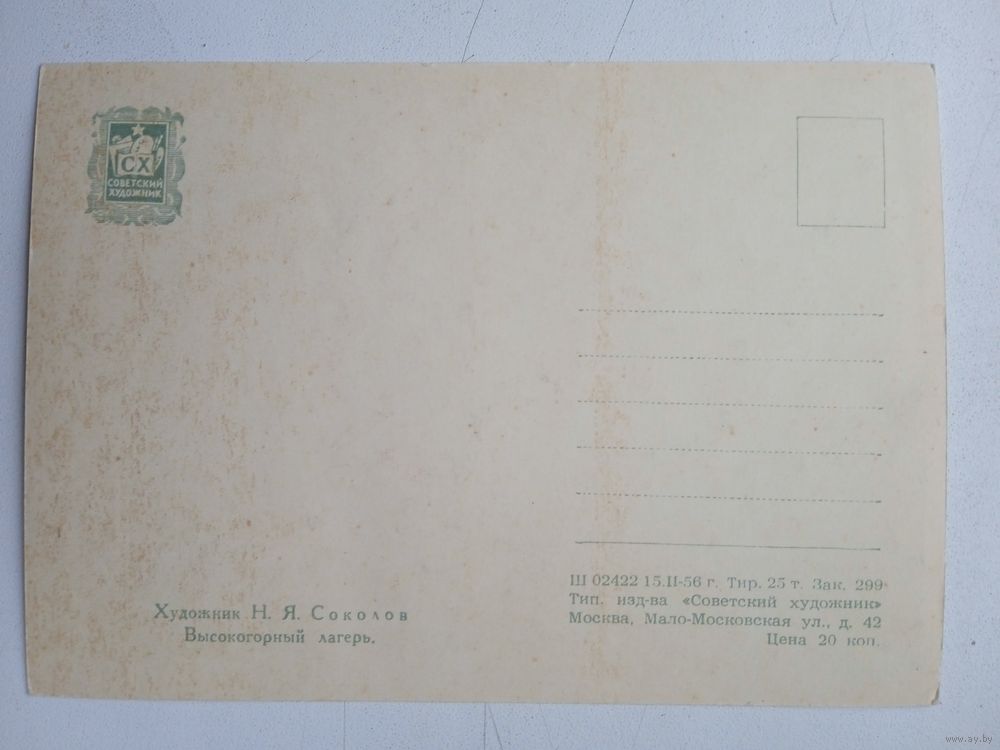 СХ
СОВЕТСКИЙ
ХУДОЖНИК
Художник Н. Я. Соколов
Высокогорный лагерь.
Ш 02422 15.II-56 г. Тир. 25 т. Зак. 299
Тип. изд-ва «Советский художник»
Москва, Мало-Московская ул., д. 42
Цена 20 коп.
www.ay.by